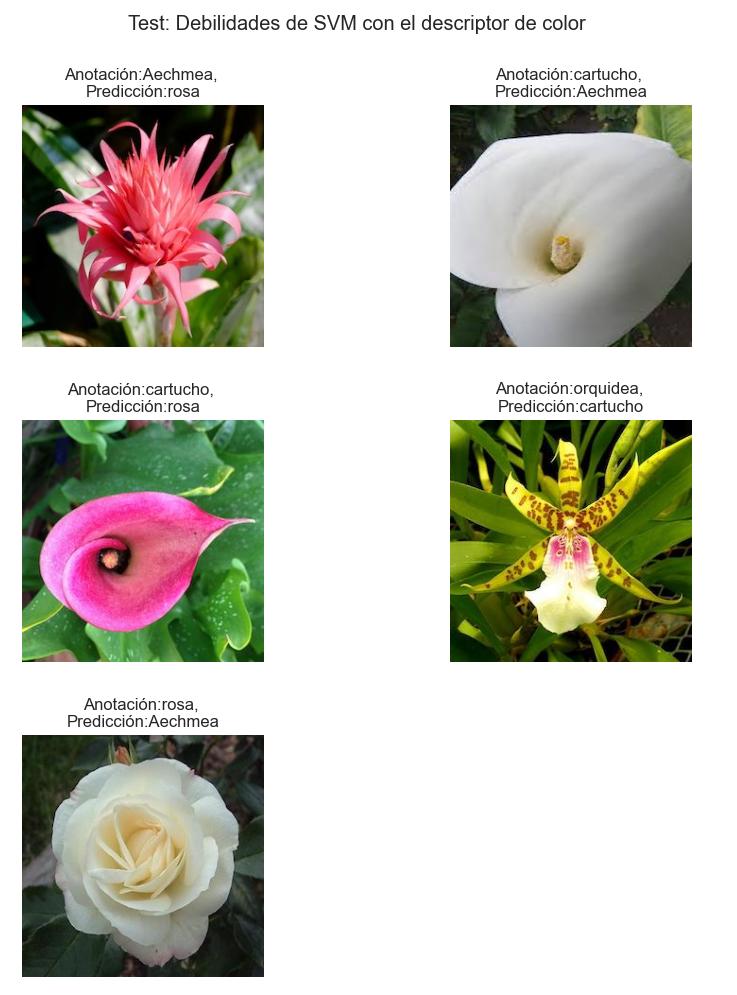 Test: Debilidades de SVM con el descriptor de color
Anotación:Aechmea,
Predicción:rosa
Anotación:cartucho,
Predicción:Aechmea
Anotación:cartucho,
Predicción:rosa
Anotación:orquidea,
Predicción:cartucho
Anotación:rosa,
Predicción:Aechmea